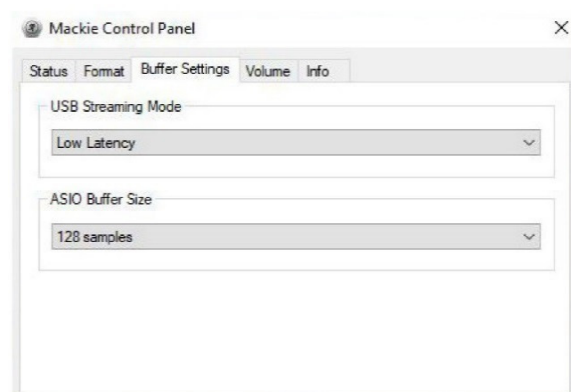 Mackie Control Panel
Status Format Buffer Settings Volume Info
USB Streaming Mode
Low Latency
ASIO Buffer Size
128 samples